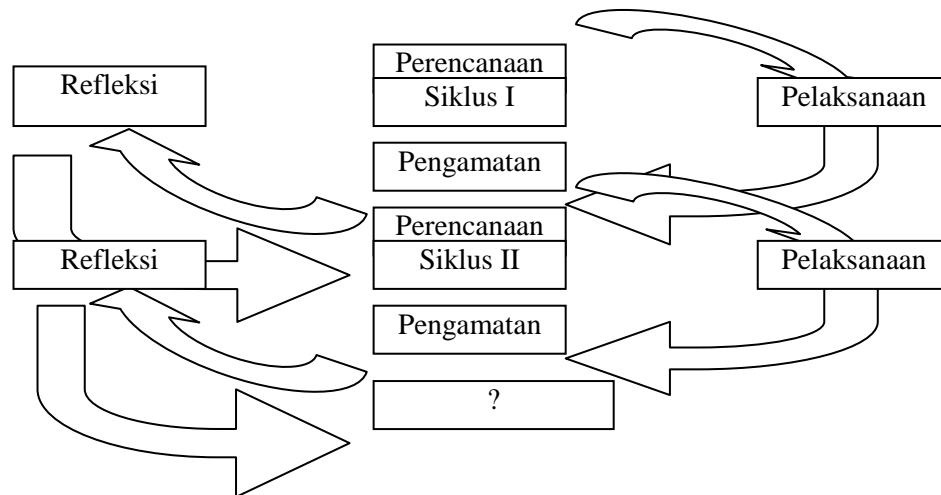 Perencanaan
Refleksi
Siklus I
Pelaksanaan
Pengamatan
Perencanaan
Refleksi
Siklus II
Pelaksanaan
Pengamatan
?